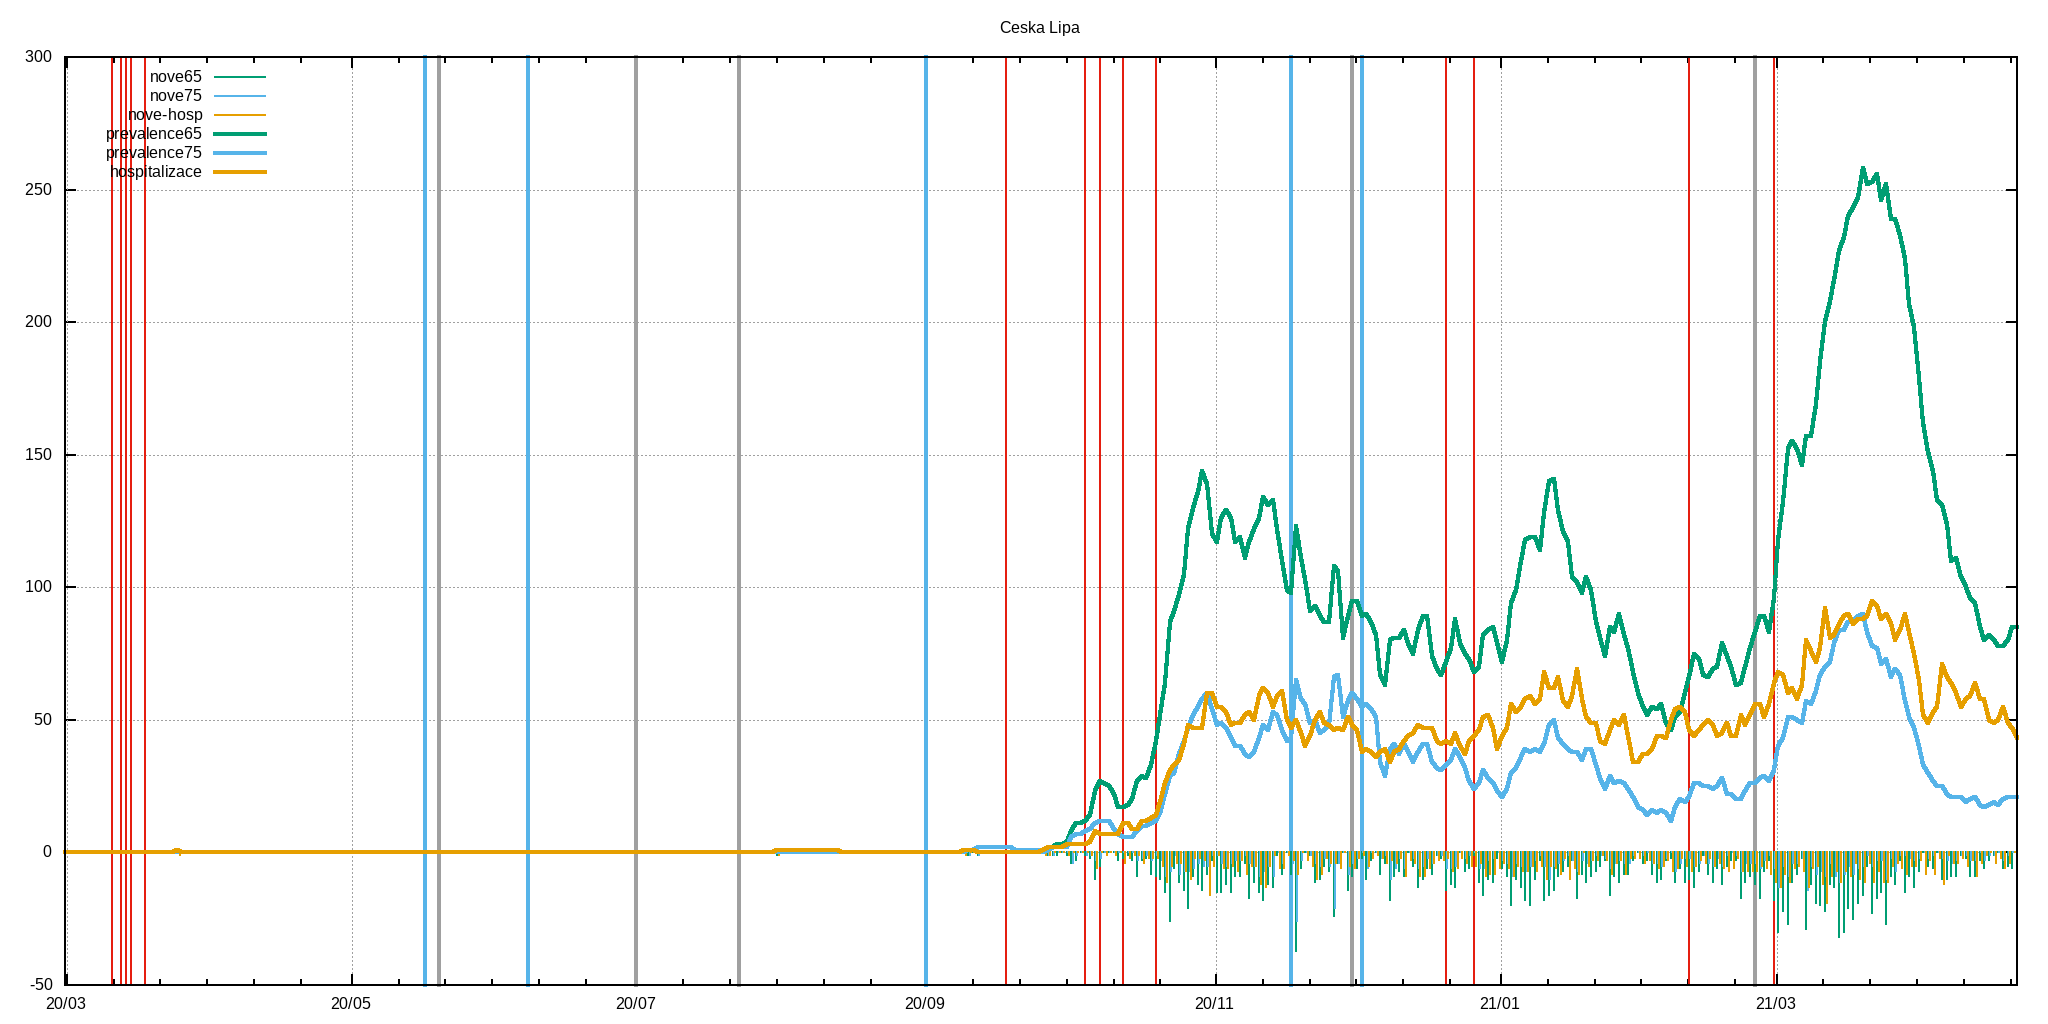 Ceska Lipa
300
250
200
150
100
50
0
-50
nove65
nove75
nove-hosp
prevalence65
prevalence75
hospitalizace
20/03 20/05 20/07 20/09 20/11 21/01 21/03